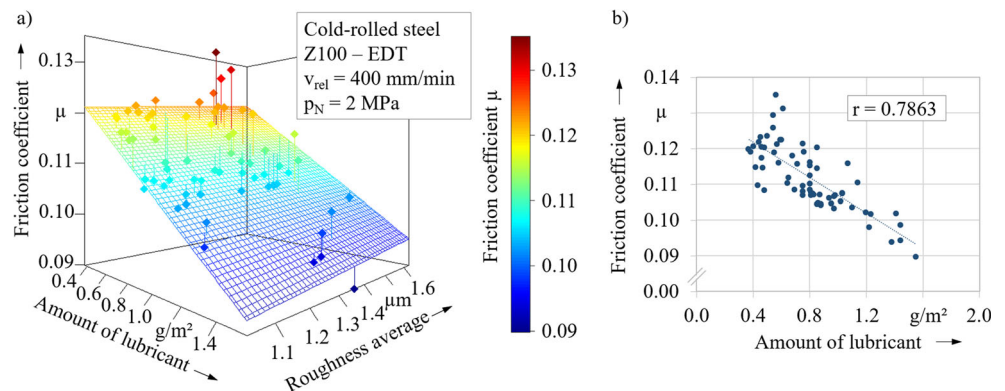 a)
Cold-rolled steel
Z100 – EDT
v_rel = 400 mm/min
p_N = 2 MPa
Friction coefficient
μ
0.13
0.11
0.10
0.09
0.4
0.6
0.8
1.0
g/m²
1.4
Amount of lubricant
1.1
1.2
1.3
1.4
μm
1.6
Roughness average
Friction coefficient μ
0.13
0.12
0.11
0.10
0.09
b)
r = 0.7863
Friction coefficient
0.14
μ
0.12
0.11
0.10
0.09
0.00
0.0
0.4
0.8
1.2
g/m²
2.0
Amount of lubricant